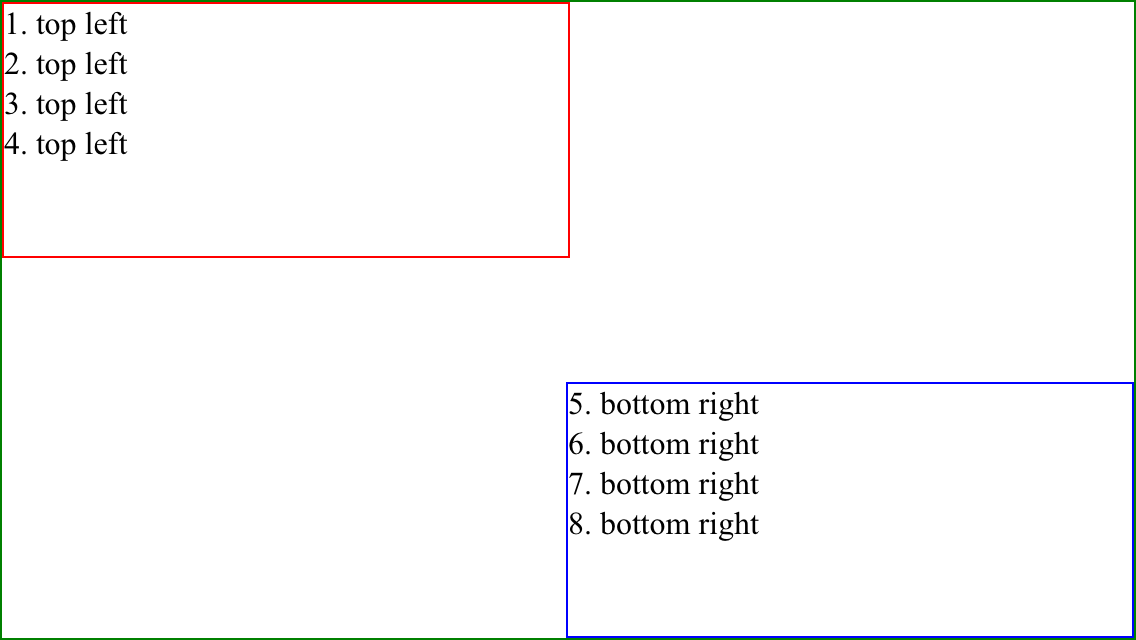 1. top left
2. top left
3. top left
4. top left
5. bottom right
6. bottom right
7. bottom right
8. bottom right